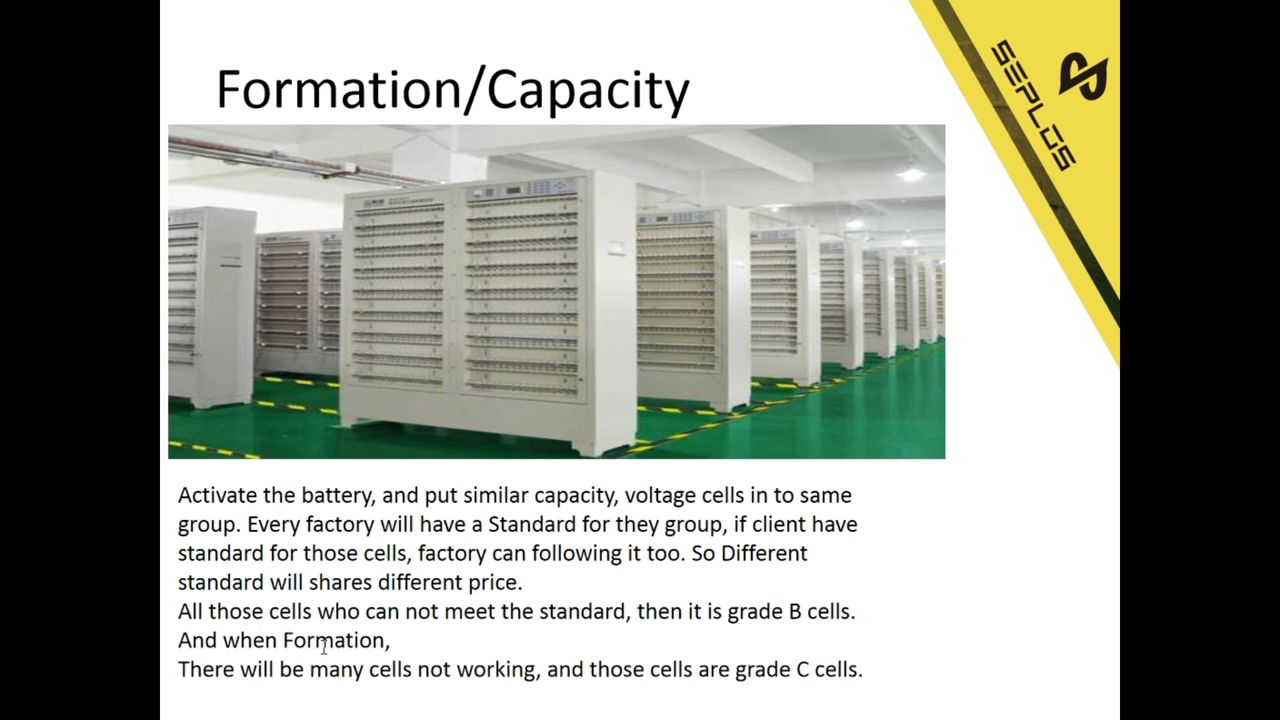 Formation/Capacity
SEPLOS
Activate the battery, and put similar capacity, voltage cells in to same
group. Every factory will have a Standard for they group, if client have
standard for those cells, factory can following it too. So Different
standard will shares different price.
All those cells who can not meet the standard, then it is grade B cells.
And when Formation,
There will be many cells not working, and those cells are grade C cells.